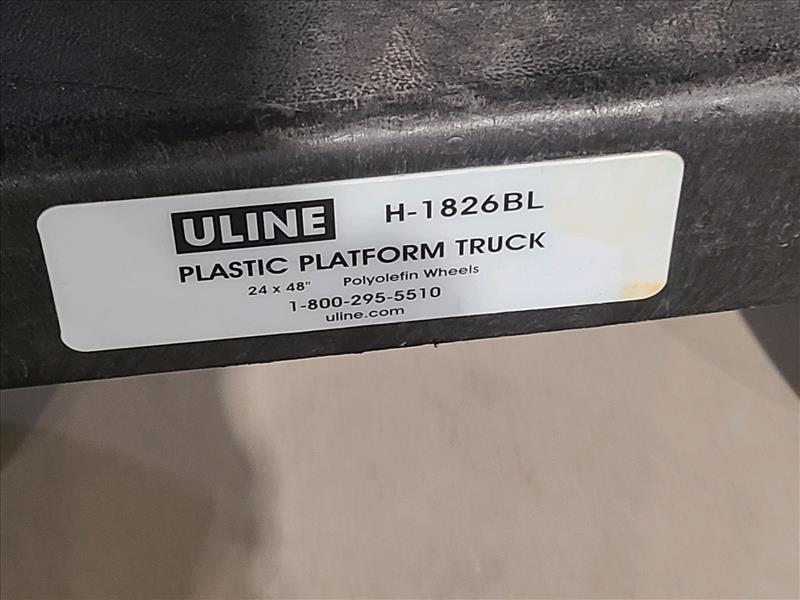 ULINE H-1826BL
PLASTIC PLATFORM TRUCK
24 x 48" Polyolefin Wheels
1-800-295-5510
uline.com